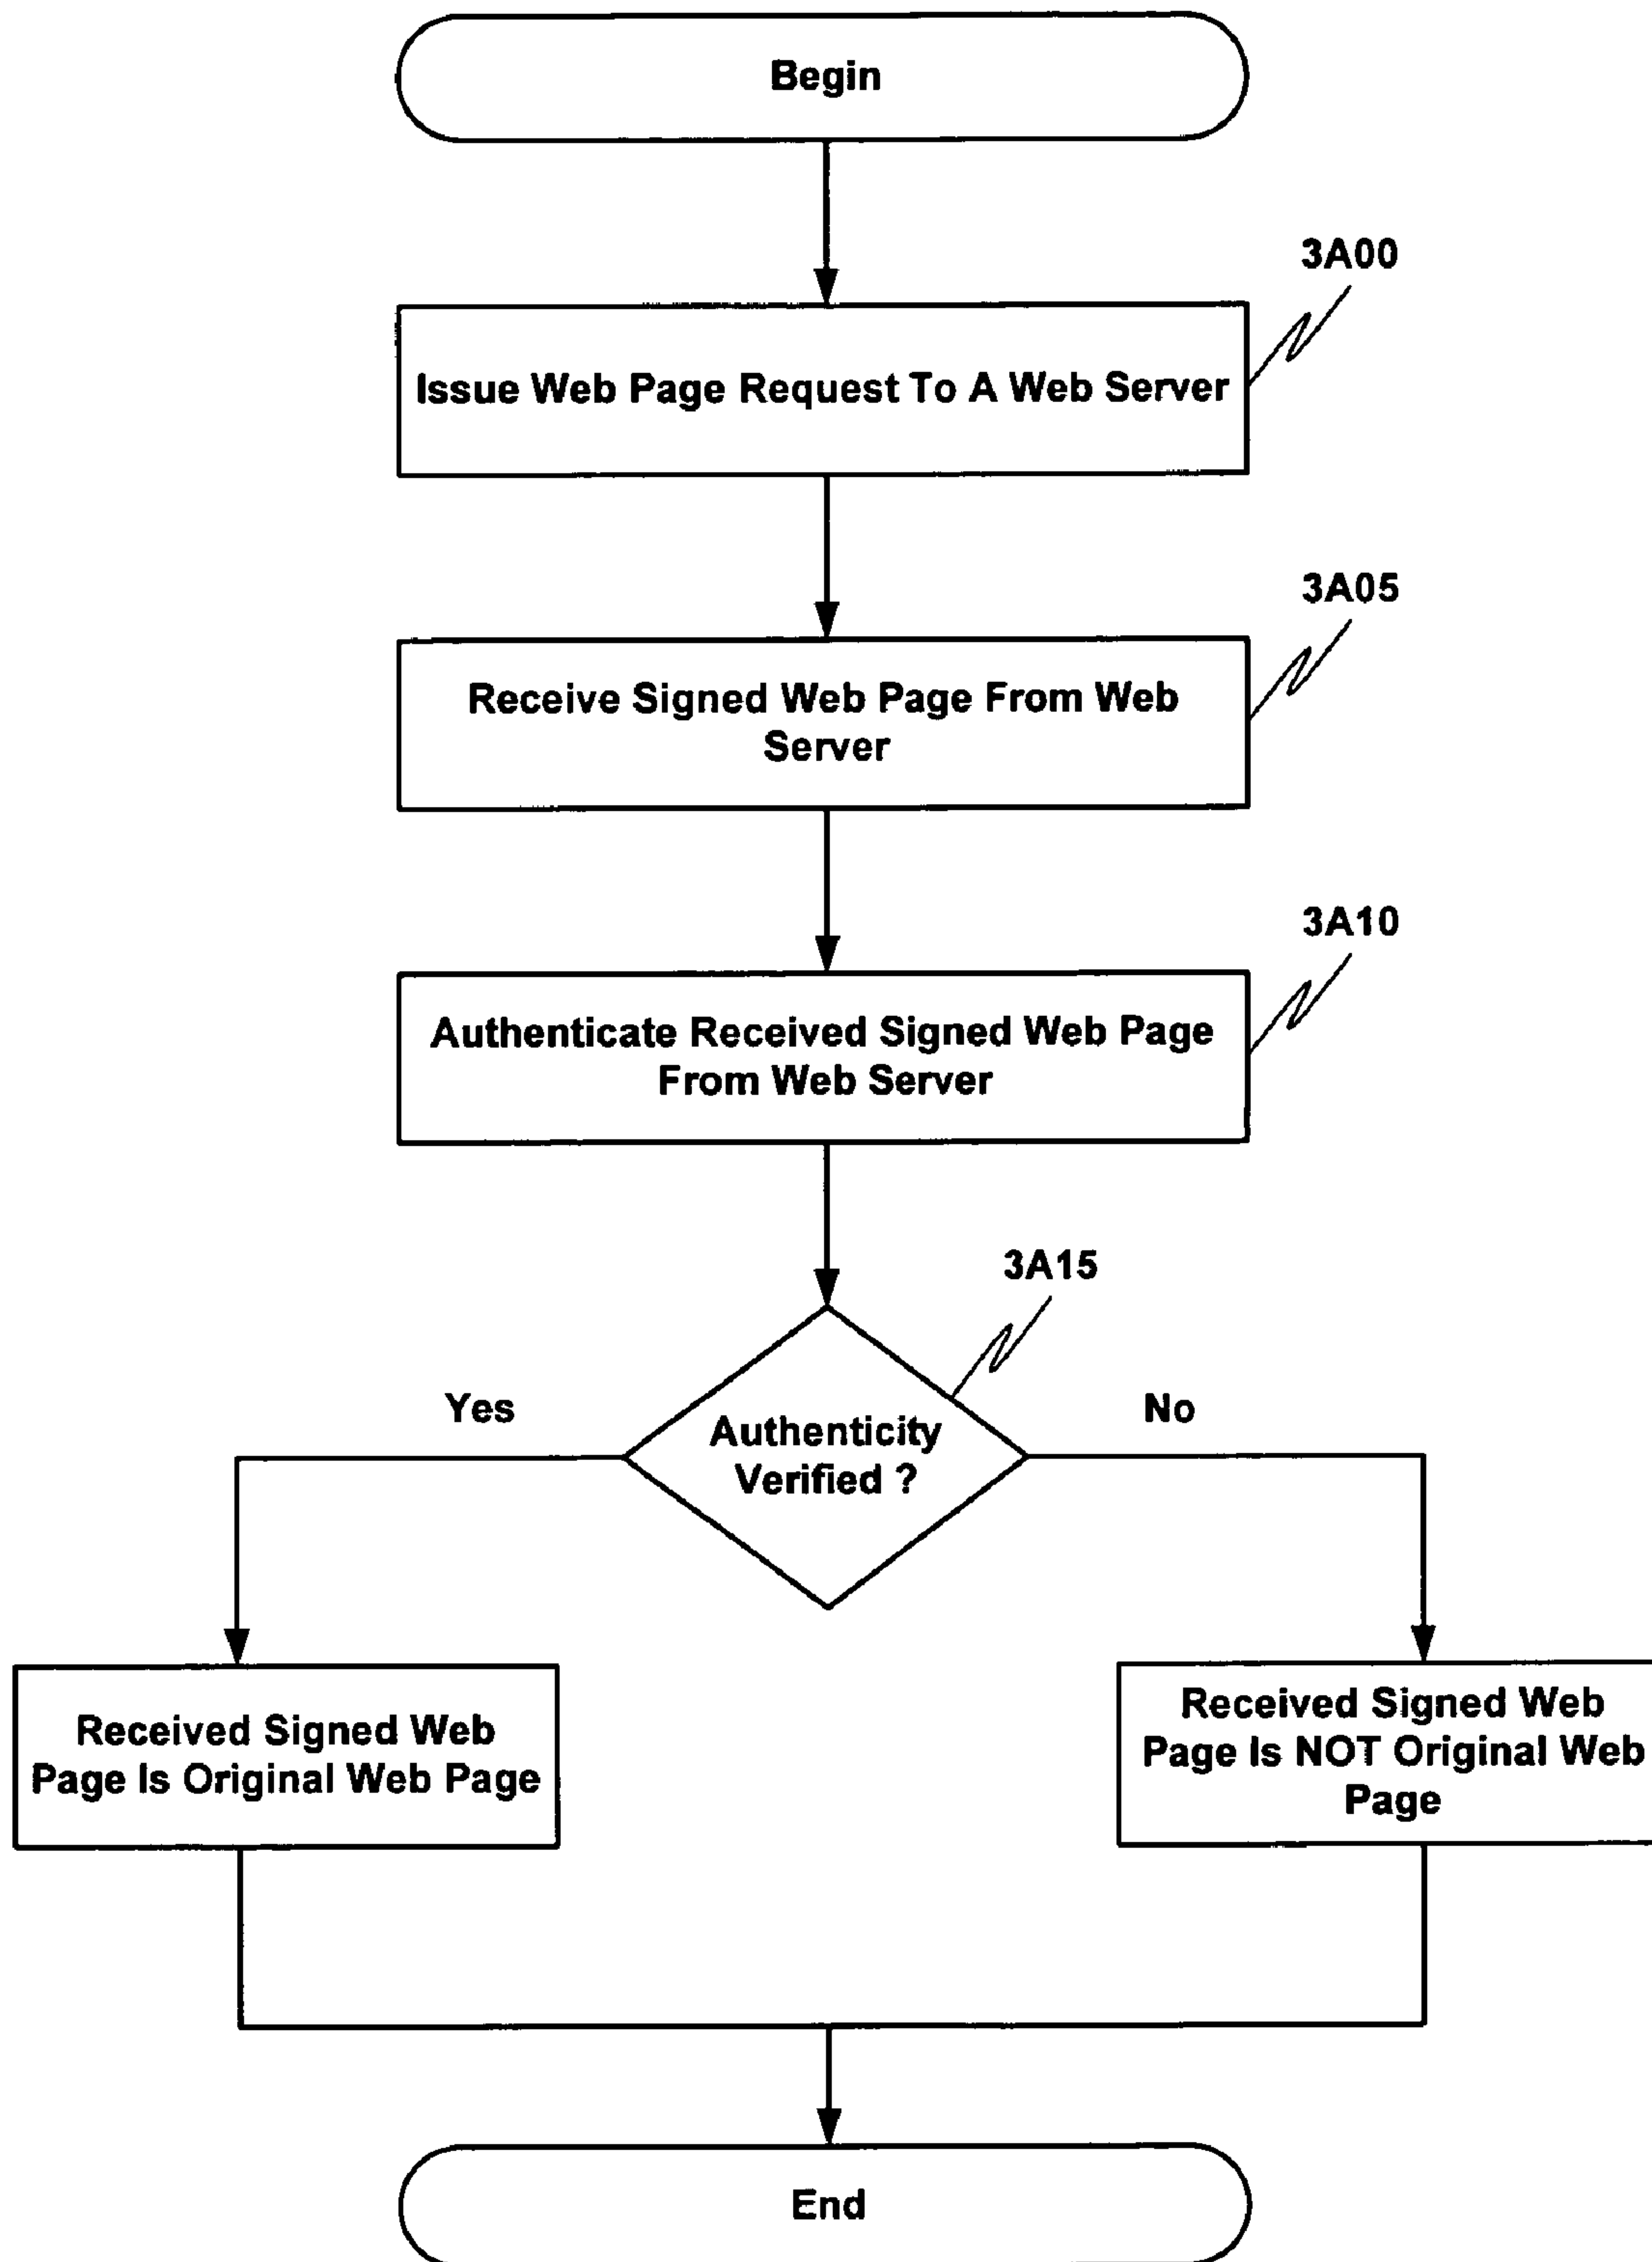 Begin
3A00
Issue Web Page Request To A Web Server
3A05
Receive Signed Web Page From Web
Server
3A10
Authenticate Received Signed Web Page
From Web Server
3A15
Yes
Authenticity
Verified ?
No
Received Signed Web
Page Is Original Web Page
Received Signed Web
Page Is NOT Original Web
Page
End